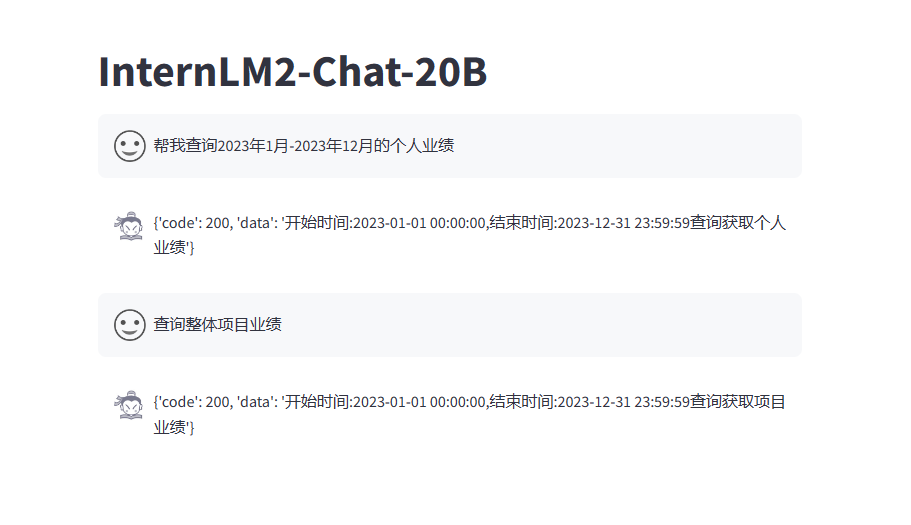 InternLM2-Chat-20B
帮我查询2023年1月-2023年12月的个人业绩
{'code': 200, 'data': '开始时间:2023-01-01 00:00:00,结束时间:2023-12-31 23:59:59查询获取个人
业绩'}
查询整体项目业绩
{'code': 200, 'data': '开始时间:2023-01-01 00:00:00,结束时间:2023-12-31 23:59:59查询获取项目
业绩'}